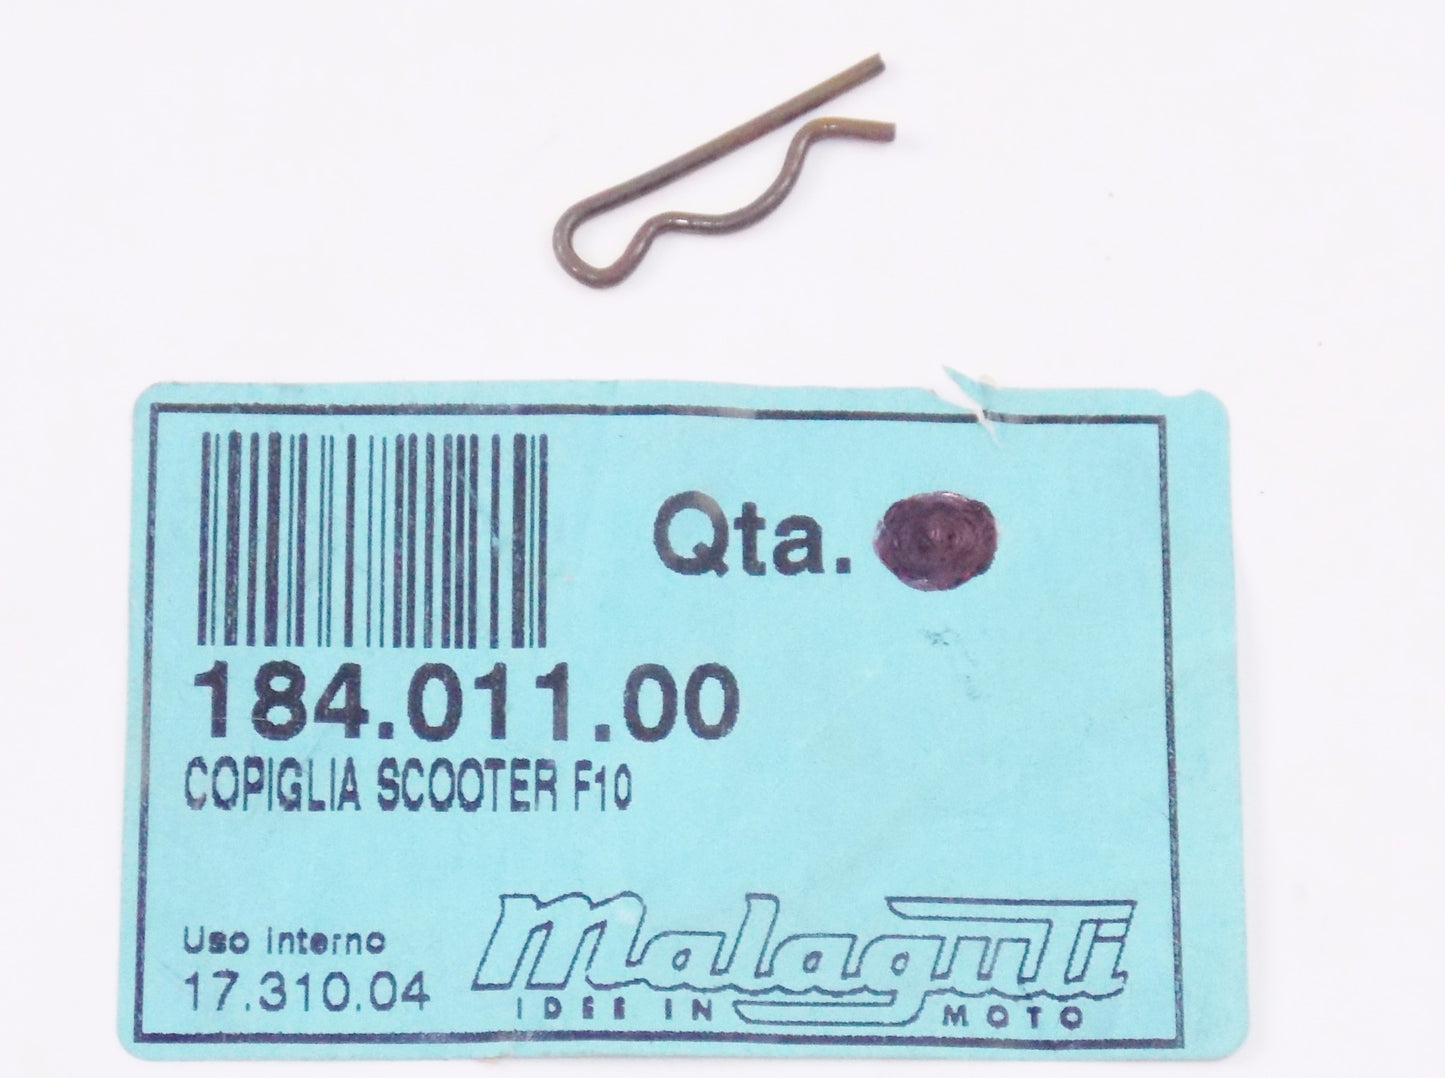 Qta.
184.011.00
COPIGLIA SCOOTER F10
Uso interno
17.310.04
malaguti
IDEE IN MOTO